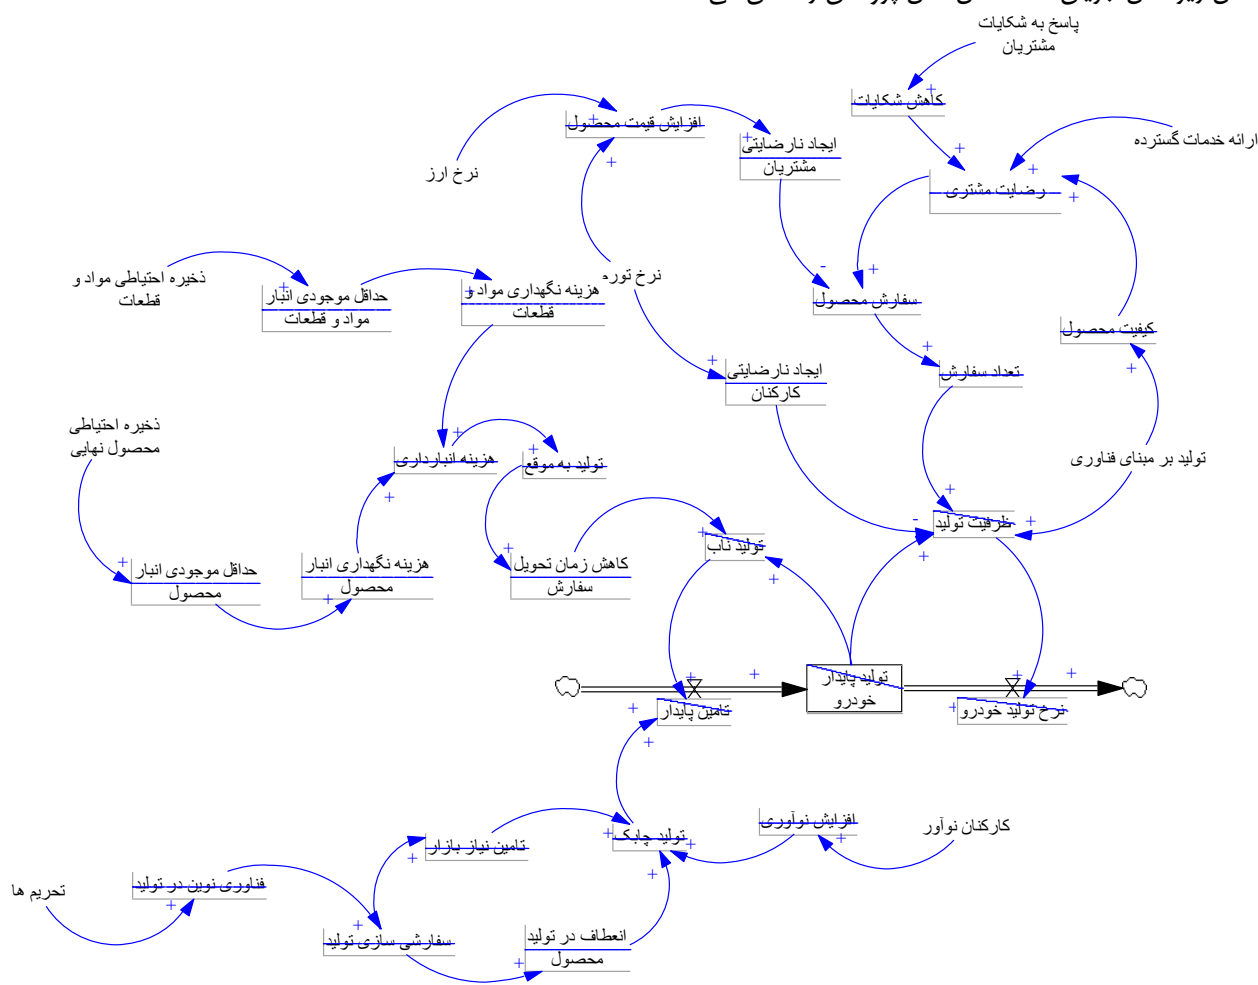 پاسخ به شکایات
مشتریان
کاهش شکایات
افزایش قیمت محصول
ایجاد نارضایتی
مشتریان
ارائه خدمات گسترده
نرخ ارز
رضایت مشتری
ذخیره احتیاطی مواد و
قطعات
نرخ تورم
حداقل موجودی انبار
مواد و قطعات
هزینه نگهداری مواد و
قطعات
سفارش محصول
کیفیت محصول
ایجاد نارضایتی
کارکنان
تعداد سفارش
ذخیره احتیاطی
محصول نهایی
هزینه انبارداری
تولید به موقع
تولید بر مبنای فناوری
ظرفیت تولید
تولید ناب
حداقل موجودی انبار
محصول
هزینه نگهداری انبار
محصول
کاهش زمان تحویل
سفارش
تولید پایدار
خودرو
تامین پایدار
نرخ تولید خودرو
تامین نیاز بازار
تولید چابک
افزایش نوآوری
کارکنان نوآور
تحریم ها
فناوری نوین در تولید
سفارشی سازی تولید
انعطاف در تولید
محصول